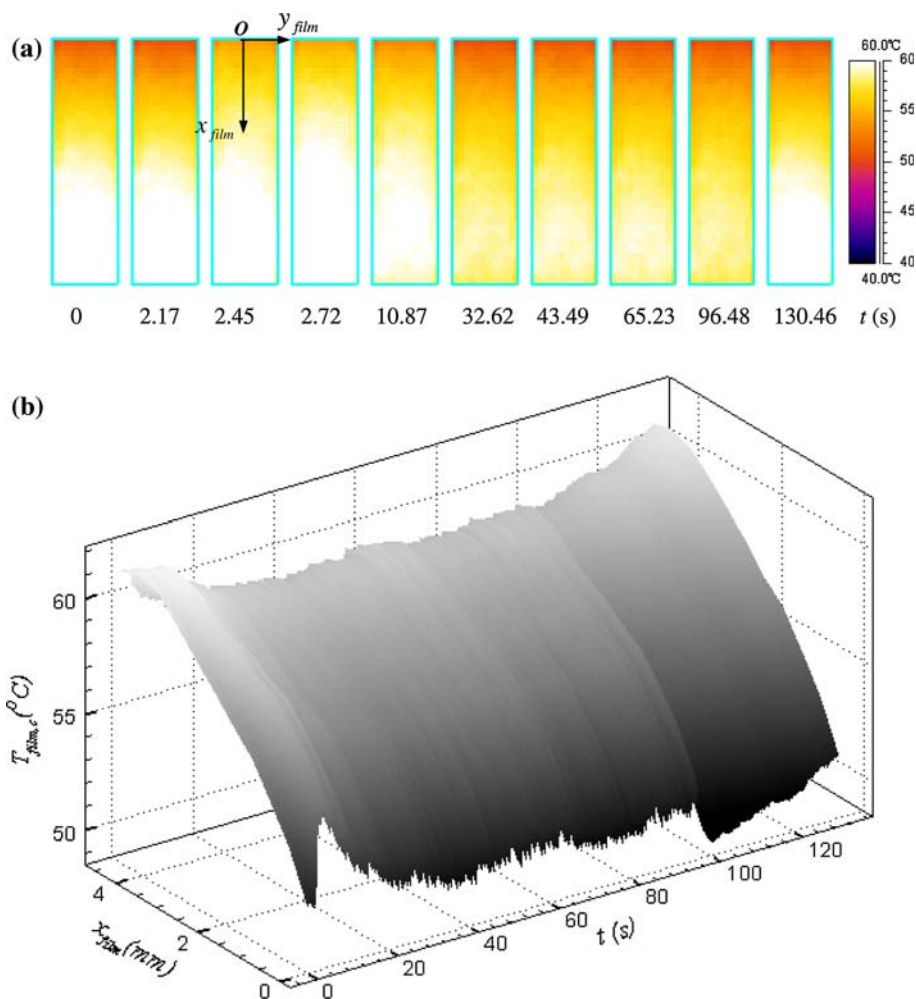 (a)
O
y film
x film
60.0°C
60
55
50
45
40
40.0°C
0 2.17 2.45 2.72 10.87 32.62 43.49 65.23 96.48 130.46 t (s)
(b)
60
55
50
T film,c (°C)
4
2
0
x film (mm)
0
20
40
60
80
100
120
t (s)